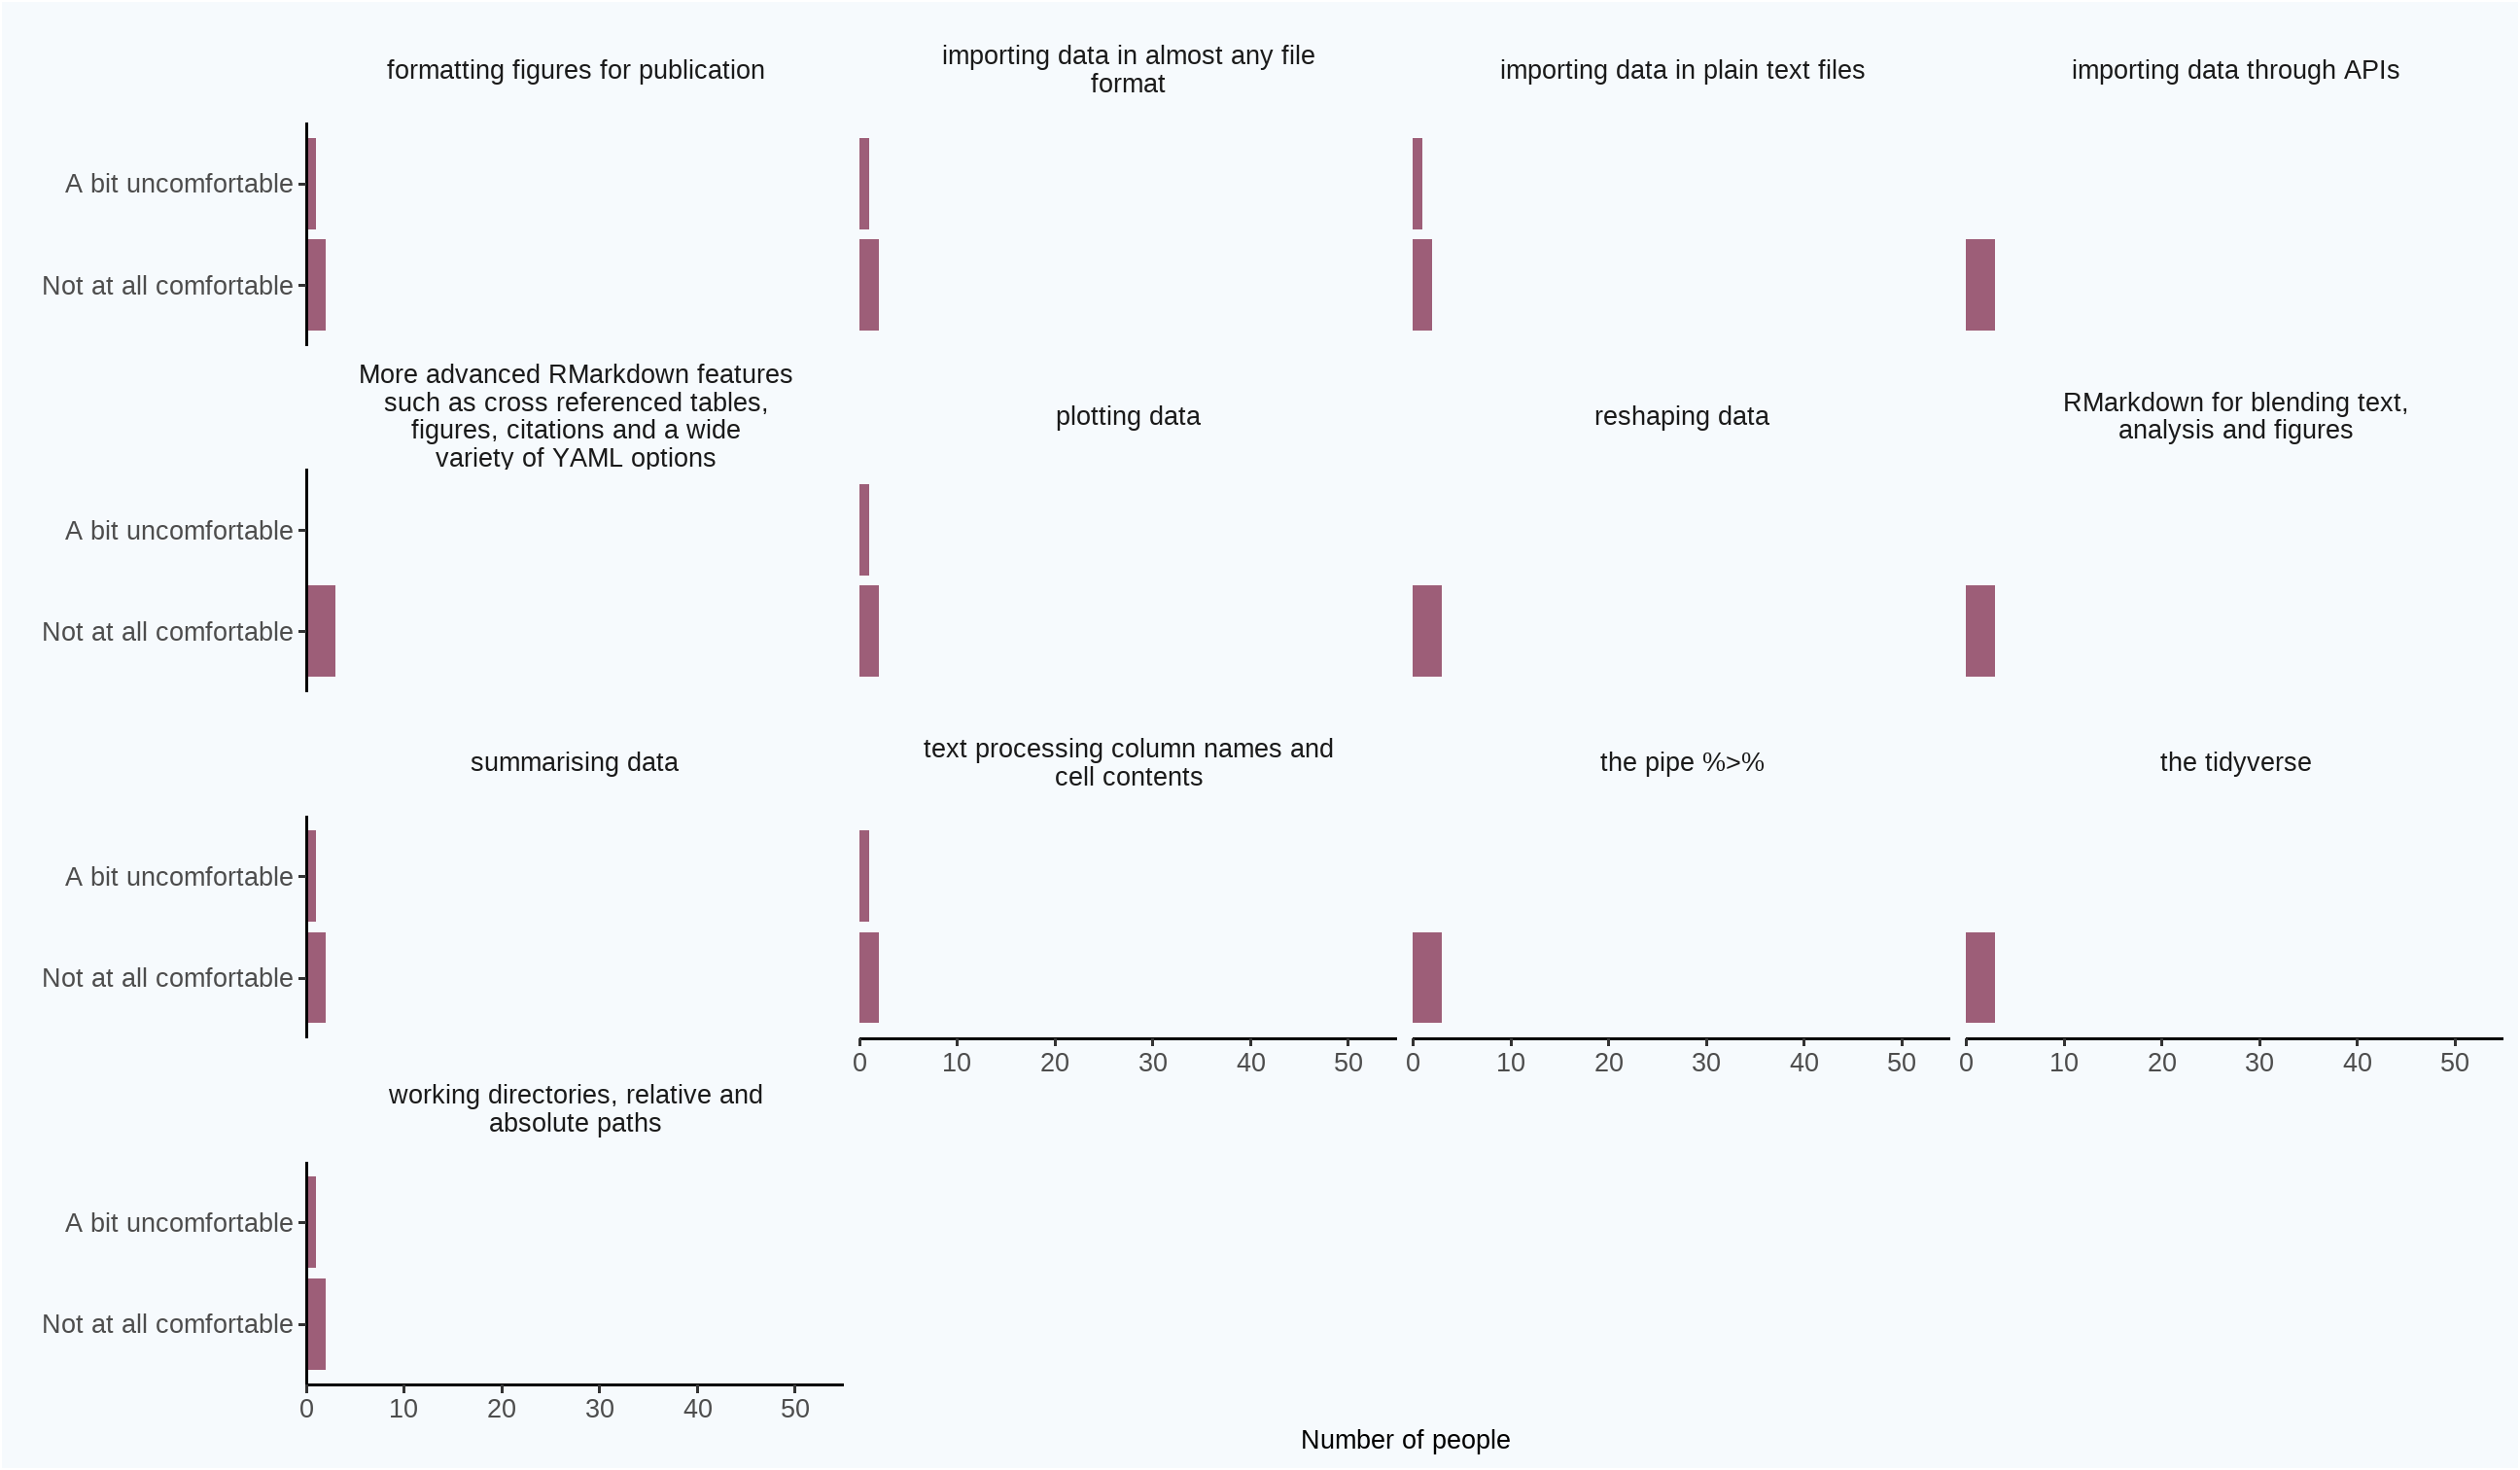 formatting figures for publication
importing data in almost any file
format
importing data in plain text files
importing data through APIs
A bit uncomfortable
Not at all comfortable
More advanced RMarkdown features
such as cross referenced tables,
figures, citations and a wide
variety of YAML options
plotting data
reshaping data
RMarkdown for blending text,
analysis and figures
A bit uncomfortable
Not at all comfortable
summarising data
text processing column names and
cell contents
the pipe %>%
the tidyverse
A bit uncomfortable
Not at all comfortable
0 10 20 30 40 50
0 10 20 30 40 50
0 10 20 30 40 50
working directories, relative and
absolute paths
A bit uncomfortable
Not at all comfortable
0 10 20 30 40 50
Number of people